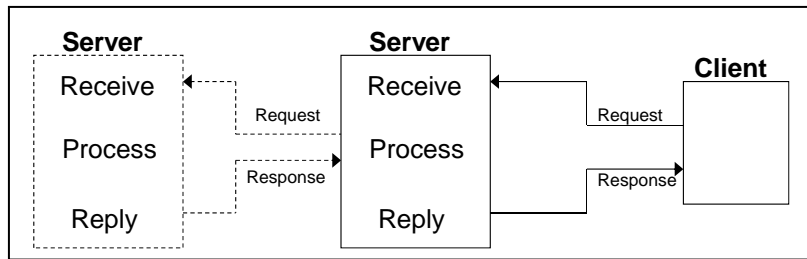 Server
Receive
Process
Reply
Request
Response
Server
Receive
Process
Reply
Request
Response
Client